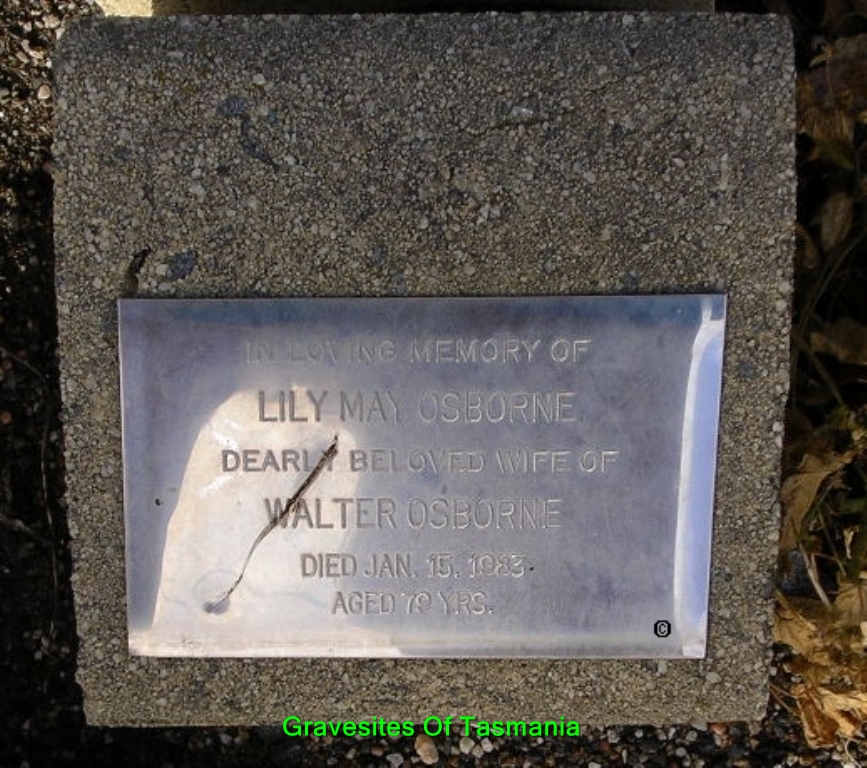 IN LOVING MEMORY OF
LILY MAY OSBORNE
DEARLY BELOVED WIFE OF
WALTER OSBORNE
DIED JAN. 15. 1983.
AGED 79 YRS.
©
Gravesites Of Tasmania